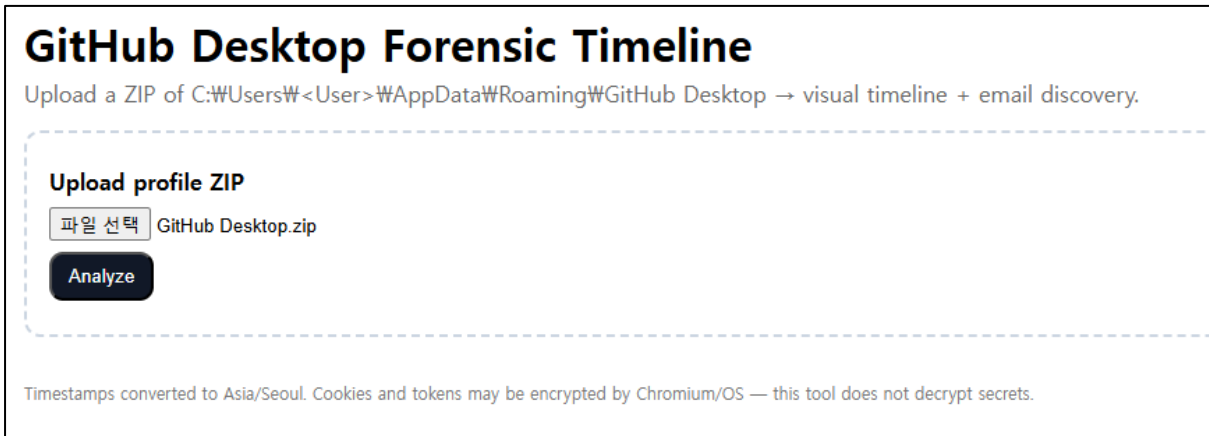 GitHub Desktop Forensic Timeline
Upload a ZIP of C:₩Users₩<User>₩AppData₩Roaming₩GitHub Desktop → visual timeline + email discovery.
Upload profile ZIP
파일 선택 GitHub Desktop.zip
Analyze
Timestamps converted to Asia/Seoul. Cookies and tokens may be encrypted by Chromium/OS — this tool does not decrypt secrets.